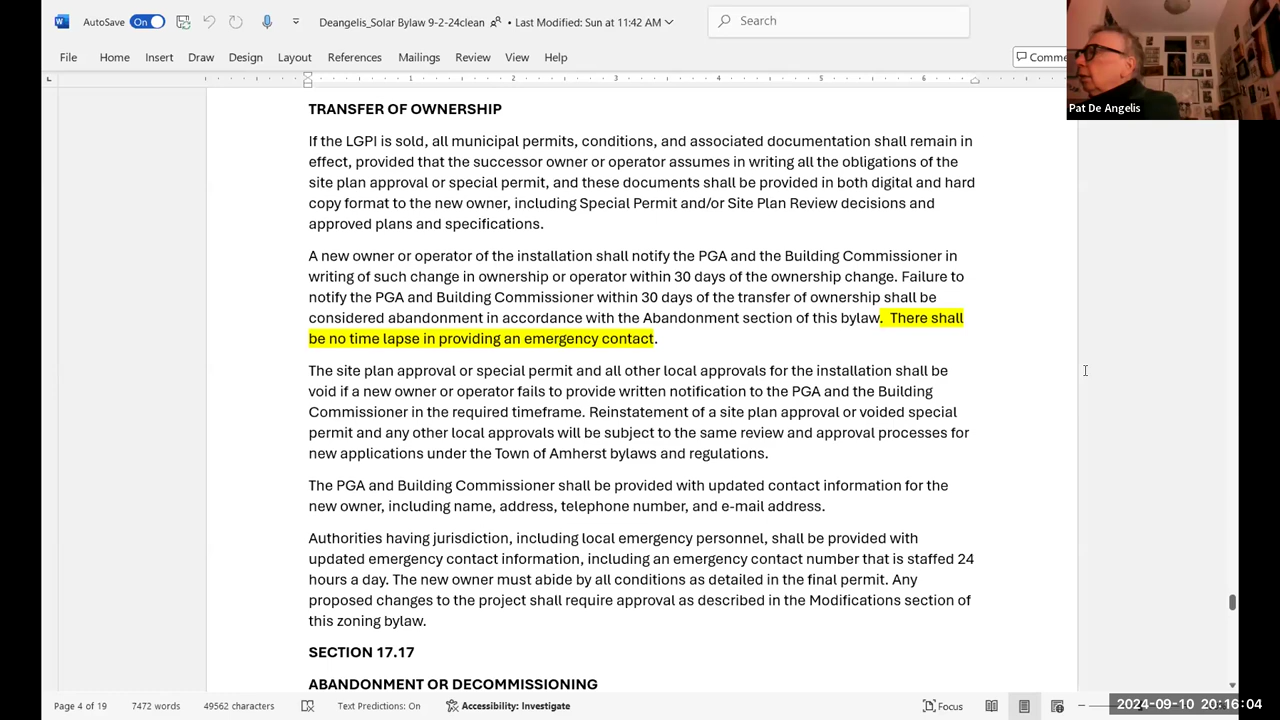 AutoSave On Deangelis_Solar Bylaw 9-2-24clean • Last Modified: Sun at 11:42 AM Search
File Home Insert Draw Design Layout References Mailings Review View Help Comme
Pat De Angelis
1 2 3 4 5 6
TRANSFER OF OWNERSHIP
If the LGPI is sold, all municipal permits, conditions, and associated documentation shall remain in
effect, provided that the successor owner or operator assumes in writing all the obligations of the
site plan approval or special permit, and these documents shall be provided in both digital and hard
copy format to the new owner, including Special Permit and/or Site Plan Review decisions and
approved plans and specifications.
A new owner or operator of the installation shall notify the PGA and the Building Commissioner in
writing of such change in ownership or operator within 30 days of the ownership change. Failure to
notify the PGA and Building Commissioner within 30 days of the transfer of ownership shall be
considered abandonment in accordance with the Abandonment section of this bylaw. There shall
be no time lapse in providing an emergency contact.
The site plan approval or special permit and all other local approvals for the installation shall be
void if a new owner or operator fails to provide written notification to the PGA and the Building
Commissioner in the required timeframe. Reinstatement of a site plan approval or voided special
permit and any other local approvals will be subject to the same review and approval processes for
new applications under the Town of Amherst bylaws and regulations.
The PGA and Building Commissioner shall be provided with updated contact information for the
new owner, including name, address, telephone number, and e-mail address.
Authorities having jurisdiction, including local emergency personnel, shall be provided with
updated emergency contact information, including an emergency contact number that is staffed 24
hours a day. The new owner must abide by all conditions as detailed in the final permit. Any
proposed changes to the project shall require approval as described in the Modifications section of
this zoning bylaw.
SECTION 17.17
ABANDONMENT OR DECOMMISSIONING
Page 4 of 19 7472 words 49562 characters Text Predictions: On Accessibility: Investigate Focus 2024-09-10 20:16:04